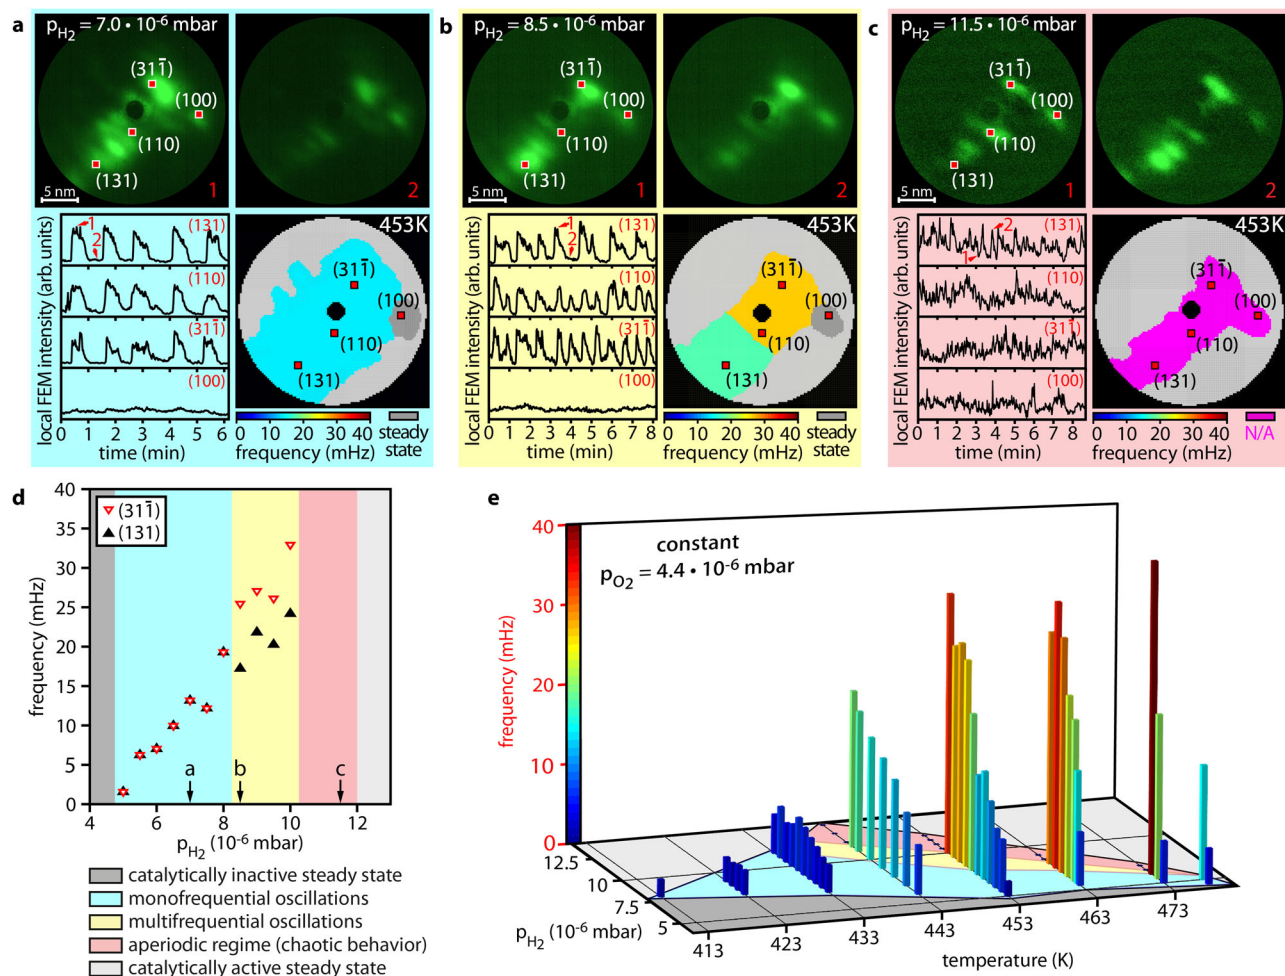 a
p_H2 = 7.0 • 10^-6 mbar
(311̄)
(100)
(110)
(131)
5 nm
1
2
local FEM intensity (arb. units)
(131)
1
2
(110)
(311̄)
(100)
0 1 2 3 4 5 6
time (min)
453K
(311̄)
(100)
(110)
(131)
0 10 20 30 40
frequency (mHz)
steady
state
b
p_H2 = 8.5 • 10^-6 mbar
(311̄)
(100)
(110)
(131)
5 nm
1
2
local FEM intensity (arb. units)
(131)
1
2
(110)
(311̄)
(100)
0 1 2 3 4 5 6 7 8
time (min)
453K
(311̄)
(100)
(110)
(131)
0 10 20 30 40
frequency (mHz)
steady
state
c
p_H2 = 11.5 • 10^-6 mbar
(311̄)
(100)
(110)
(131)
5 nm
1
2
local FEM intensity (arb. units)
(131)
2
1
(110)
(311̄)
(100)
0 1 2 3 4 5 6 7 8
time (min)
453K
(311̄)
(100)
(110)
(131)
0 10 20 30 40
frequency (mHz)
N/A
d
(311̄)
(131)
frequency (mHz)
40
35
30
25
20
15
10
5
0
a
b
c
4 6 8 10 12
p_H2 (10^-6 mbar)
catalytically inactive steady state
monofrequential oscillations
multifrequential oscillations
aperiodic regime (chaotic behavior)
catalytically active steady state
e
constant
p_O2 = 4.4 • 10^-6 mbar
frequency (mHz)
40
30
20
10
0
12.5
10
7.5
5
p_H2 (10^-6 mbar)
413 423 433 443 453 463 473
temperature (K)